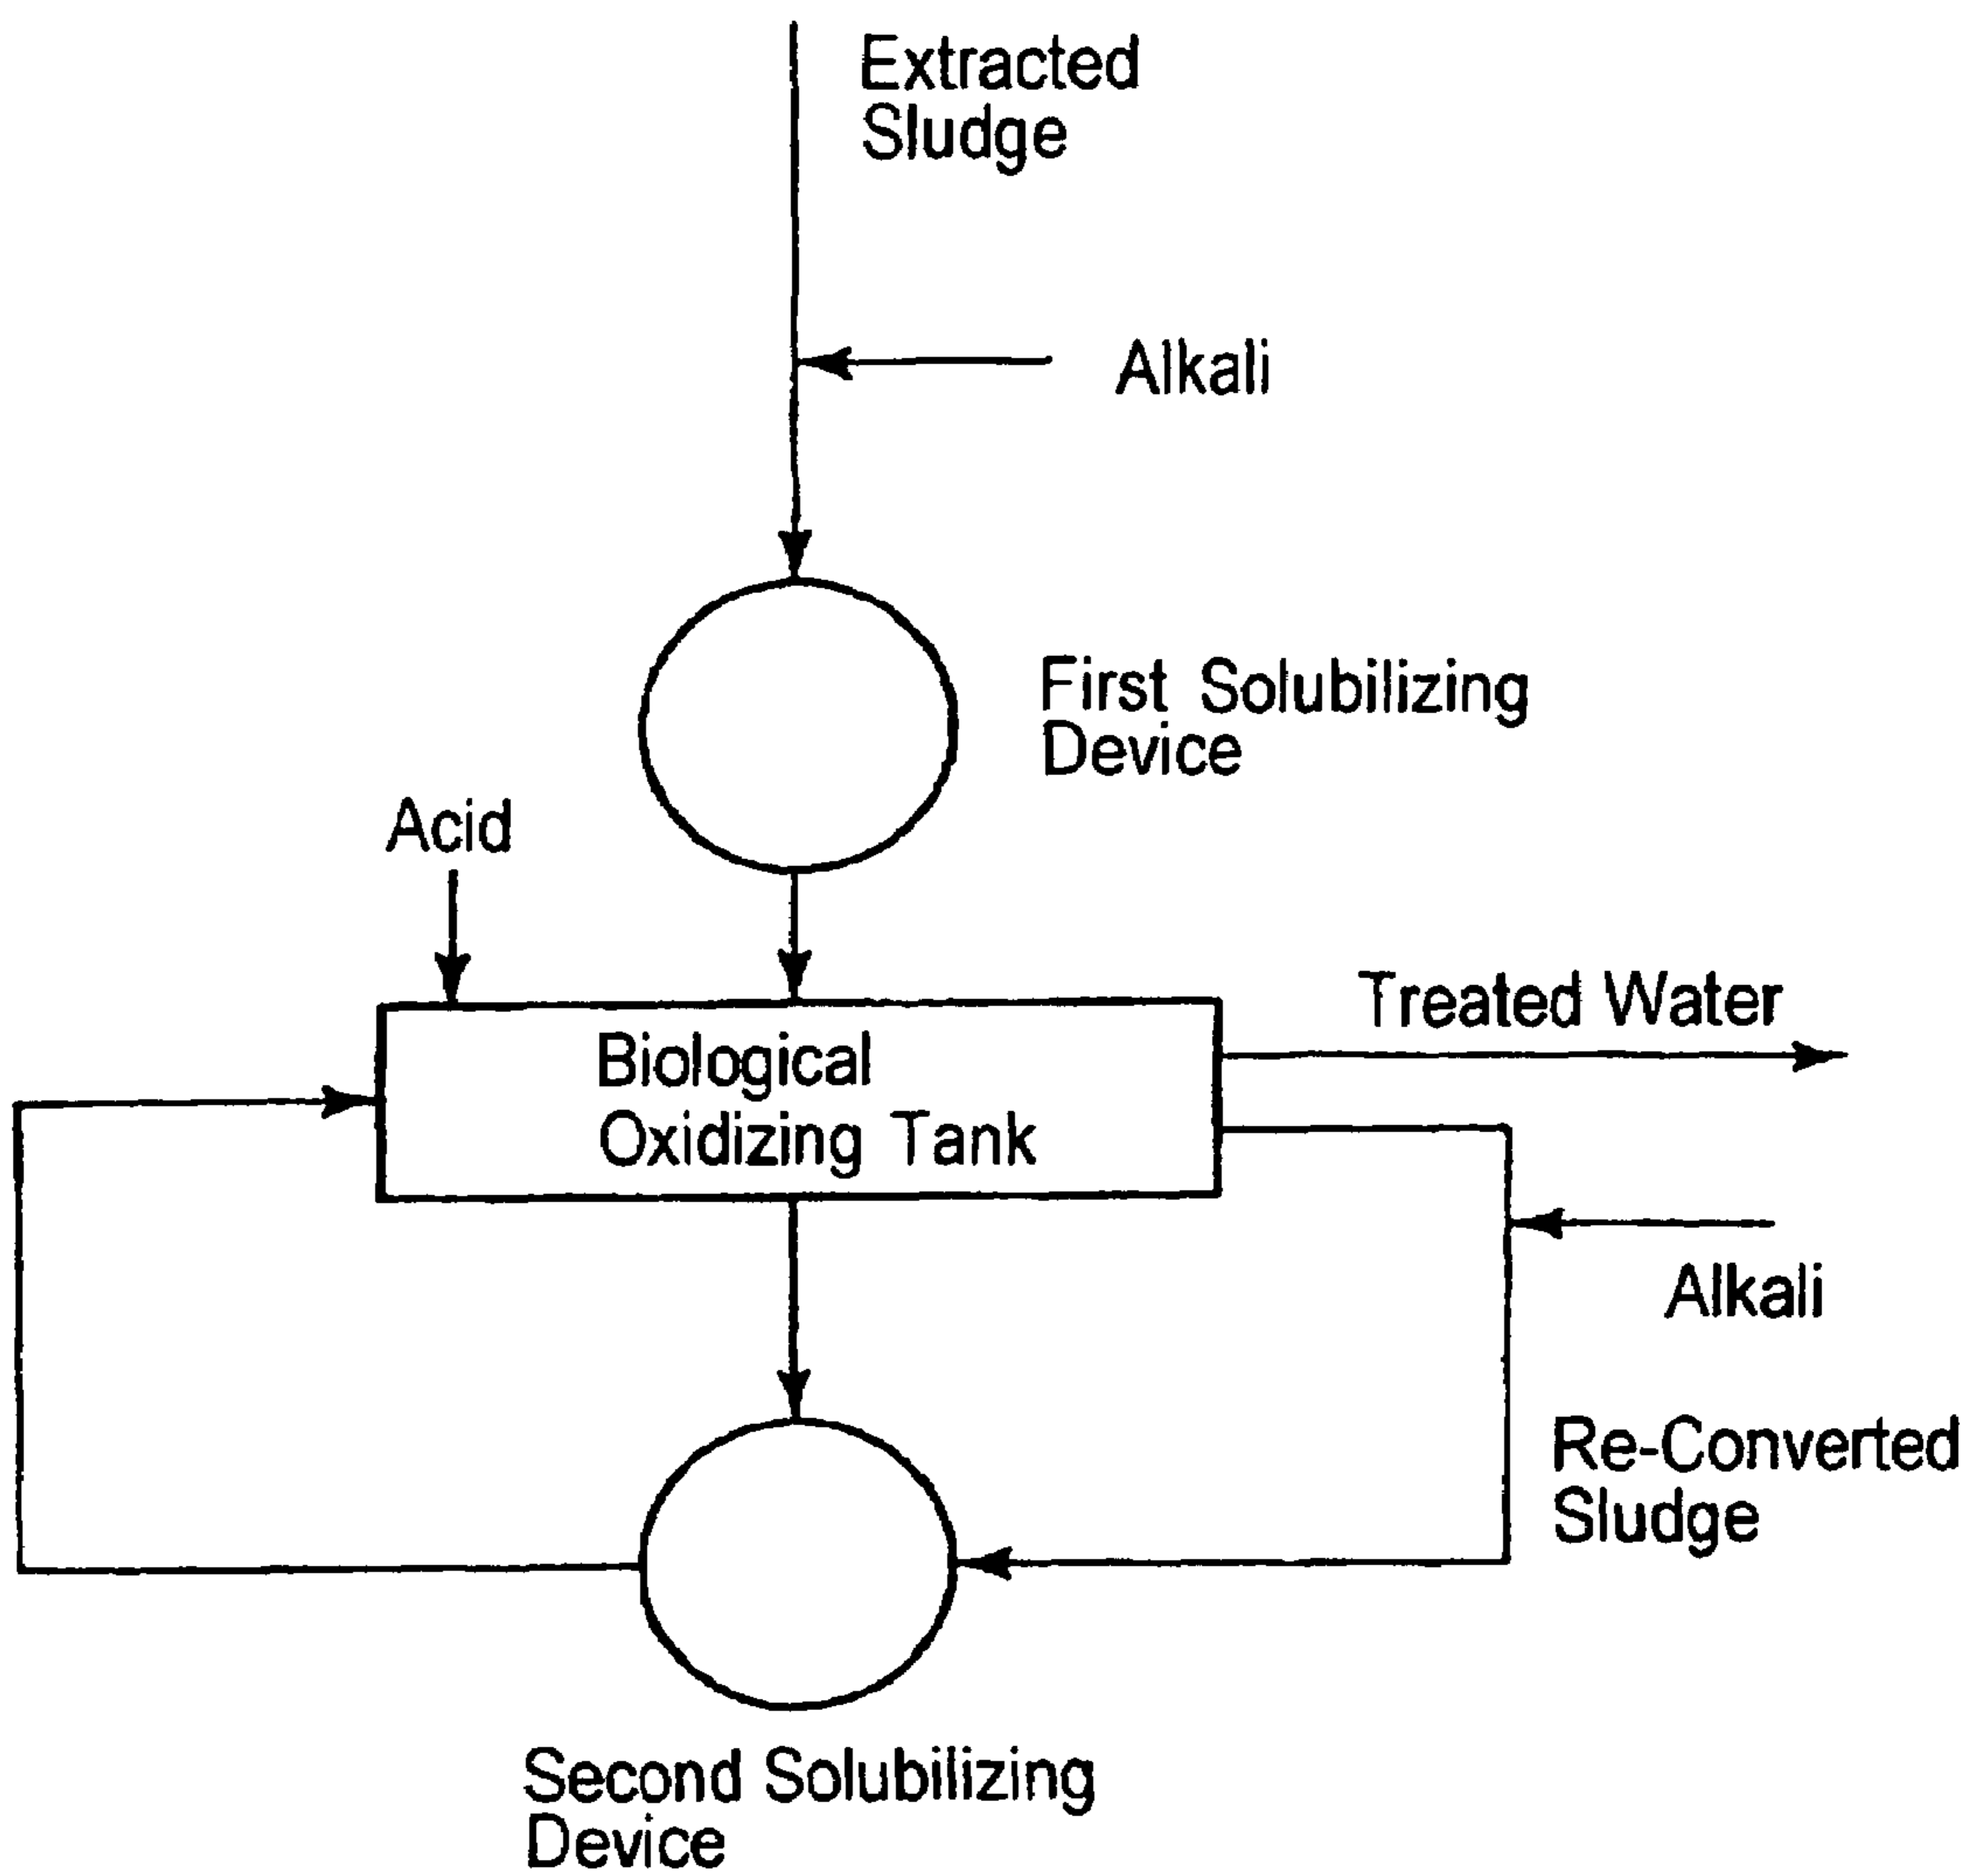 Extracted
Sludge
Alkali
First Solubilizing
Device
Acid
Treated Water
Biological
Oxidizing Tank
Alkali
Re-Converted
Sludge
Second Solubilizing
Device